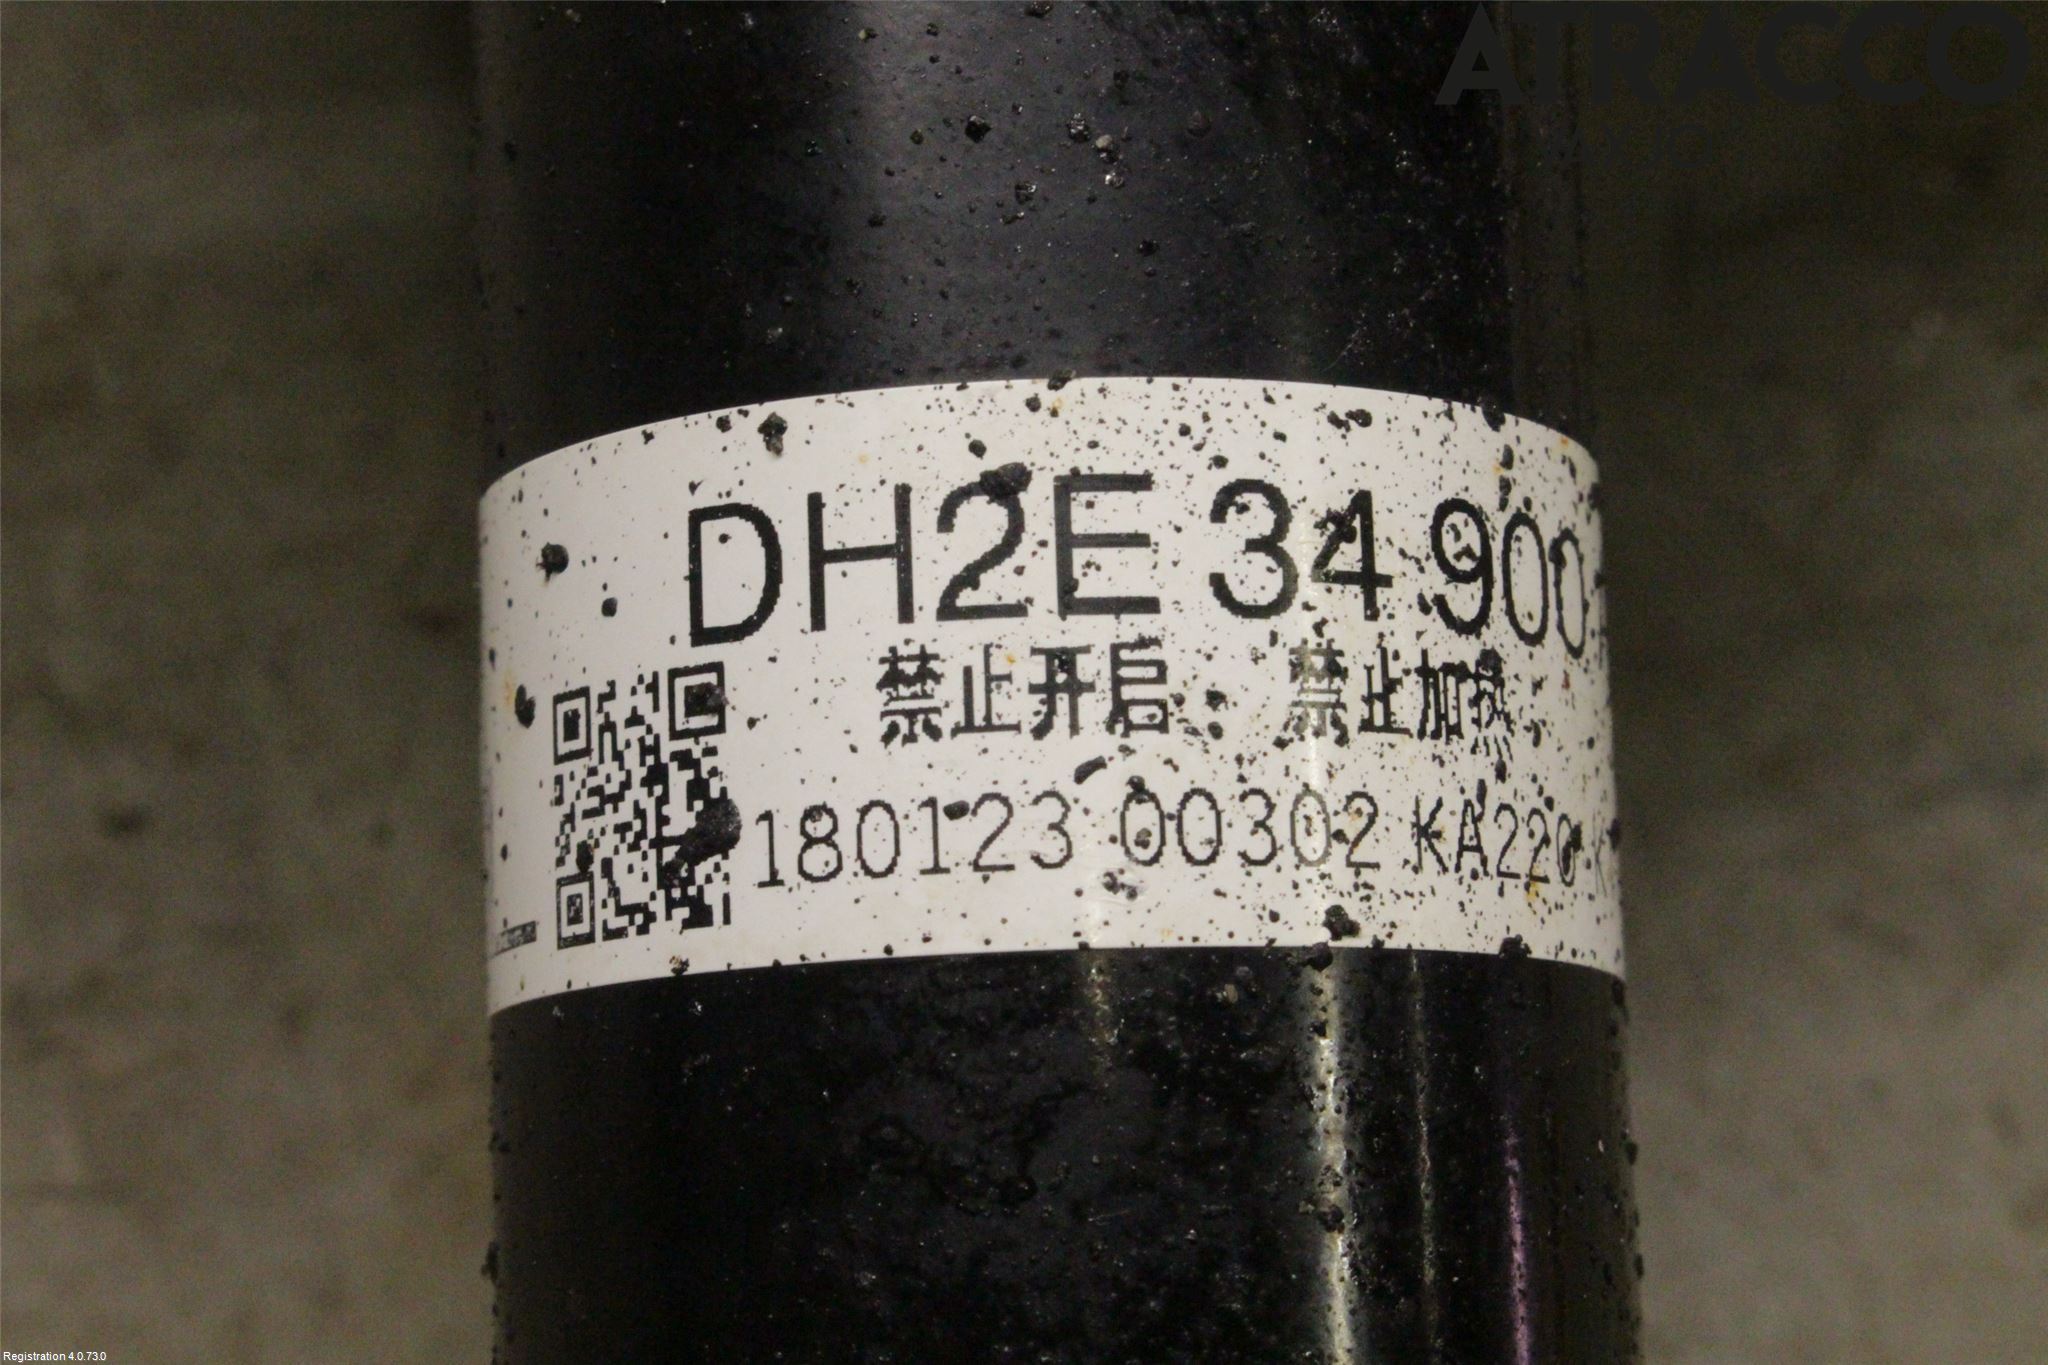 ATRACCO
DH2E 34 900
禁止开启、禁止加热
180123 00302 KA220
Registration 4.0.73.0